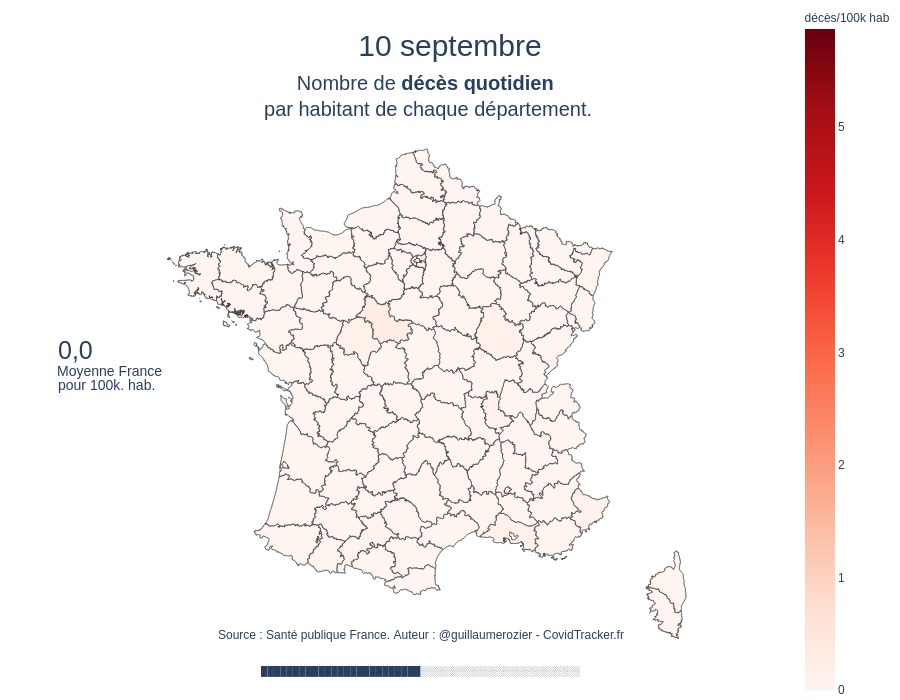 décès/100k hab
10 septembre
Nombre de décès quotidien
par habitant de chaque département.
5
4
3
2
1
0
0,0
Moyenne France
pour 100k. hab.
Source : Santé publique France. Auteur : @guillaumerozier - CovidTracker.fr